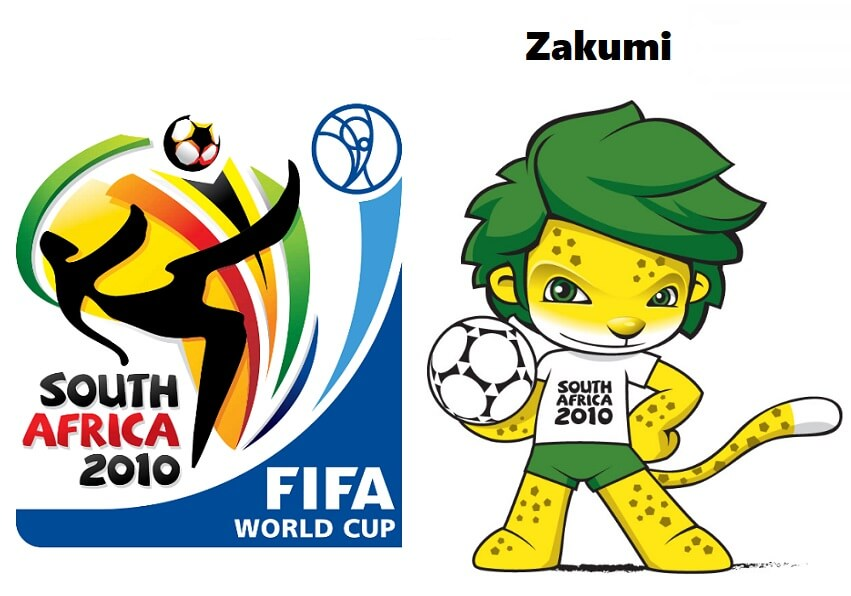 Zakumi
SOUTH
AFRICA
2010
FIFA
WORLD CUP
SOUTH
AFRICA
2010